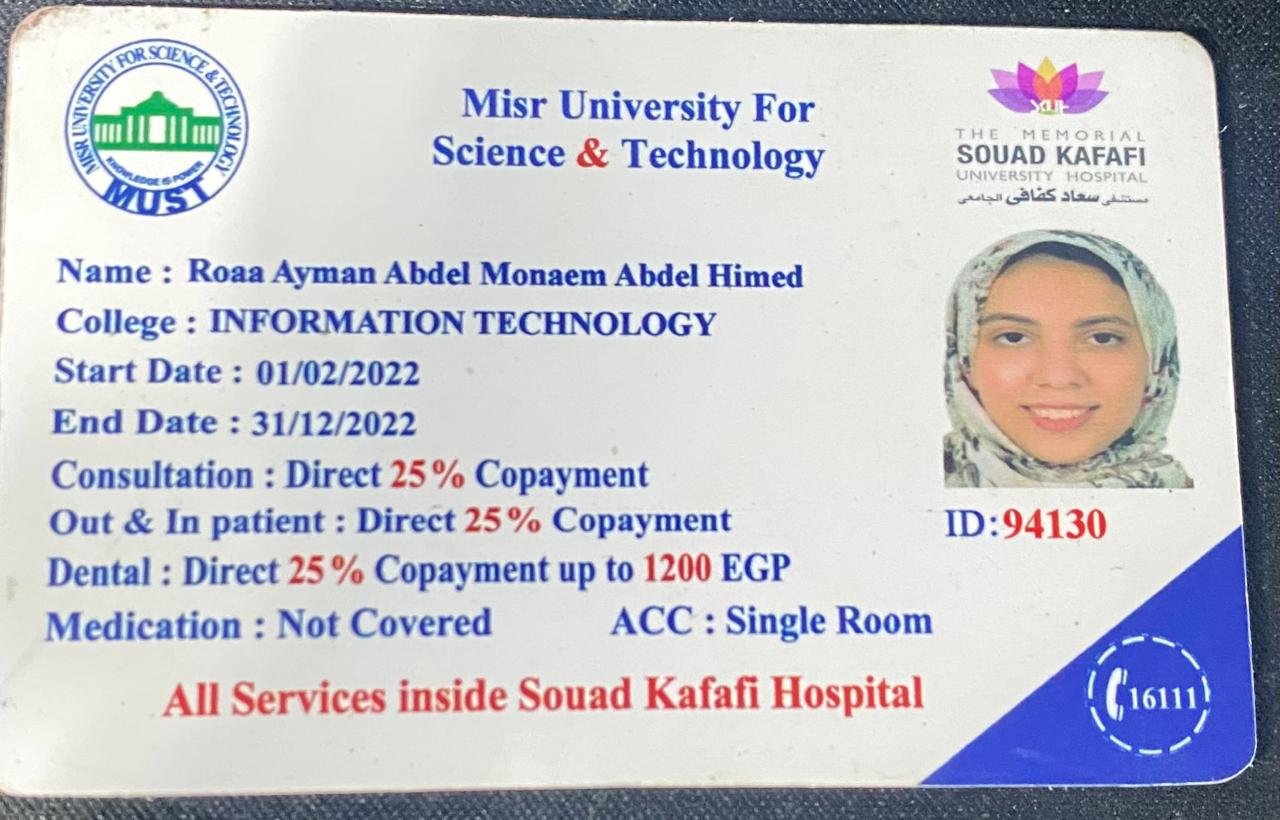 MISR UNIVERSITY FOR SCIENCE & TECHNOLOGY
KNOWLEDGE IS POWER
MUST
Misr University For
Science & Technology
SKUH
THE MEMORIAL
SOUAD KAFAFI
UNIVERSITY HOSPITAL
مستشفى سعاد كفافى الجامعى
Name : Roaa Ayman Abdel Monaem Abdel Himed
College : INFORMATION TECHNOLOGY
Start Date : 01/02/2022
End Date : 31/12/2022
Consultation : Direct 25% Copayment
Out & In patient : Direct 25% Copayment
ID:94130
Dental : Direct 25% Copayment up to 1200 EGP
Medication : Not Covered ACC : Single Room
All Services inside Souad Kafafi Hospital
16111